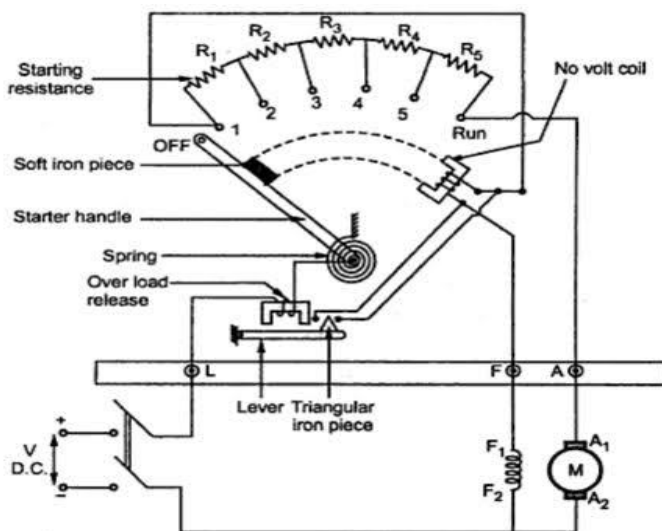 R1
R2
R3
R4
R5
Starting
resistance
No volt coil
1
2
3
4
5
Run
OFF
Soft iron piece
Starter handle
Spring
Over load
release
L
F
A
Lever
Triangular
iron piece
+
V
D.C.
–
F1
F2
A1
M
A2